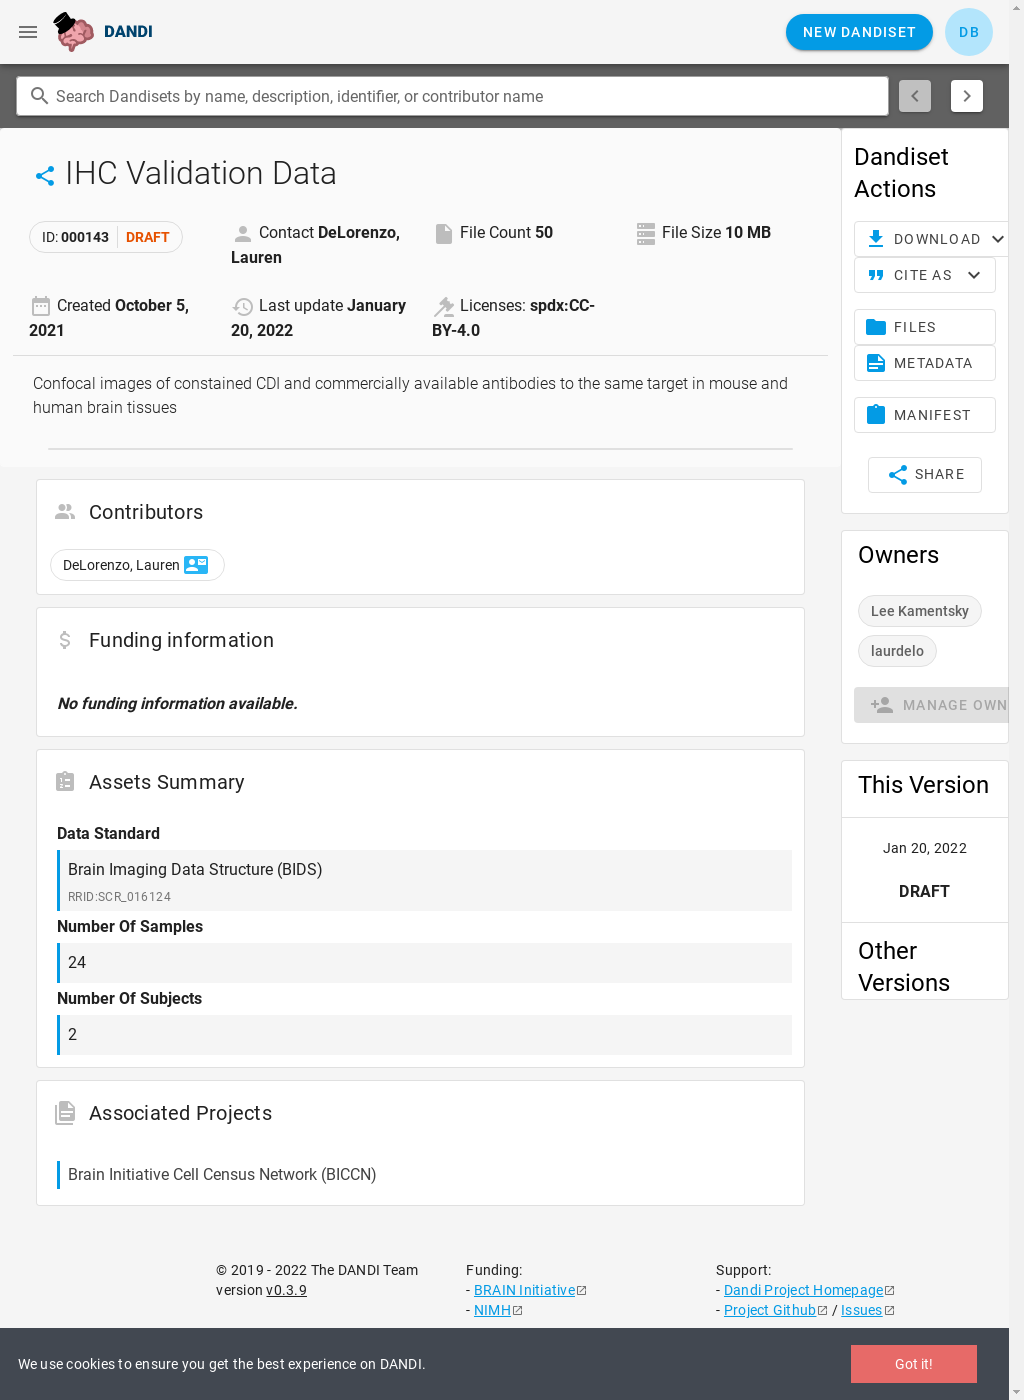 DANDI
NEW DANDISET
DB
Search Dandisets by name, description, identifier, or contributor name
IHC Validation Data
ID: 000143 DRAFT
Contact DeLorenzo,
Lauren
File Count 50
File Size 10 MB
Created October 5,
2021
Last update January
20, 2022
Licenses: spdx:CC-
BY-4.0
Confocal images of constained CDI and commercially available antibodies to the same target in mouse and
human brain tissues
Contributors
DeLorenzo, Lauren
Funding information
No funding information available.
Assets Summary
Data Standard
Brain Imaging Data Structure (BIDS)
RRID:SCR_016124
Number Of Samples
24
Number Of Subjects
2
Associated Projects
Brain Initiative Cell Census Network (BICCN)
Dandiset
Actions
DOWNLOAD
CITE AS
FILES
METADATA
MANIFEST
SHARE
Owners
Lee Kamentsky
laurdelo
MANAGE OWN
This Version
Jan 20, 2022
DRAFT
Other
Versions
© 2019 - 2022 The DANDI Team
version v0.3.9
Funding:
- BRAIN Initiative
- NIMH
Support:
- Dandi Project Homepage
- Project Github / Issues
We use cookies to ensure you get the best experience on DANDI.
Got it!